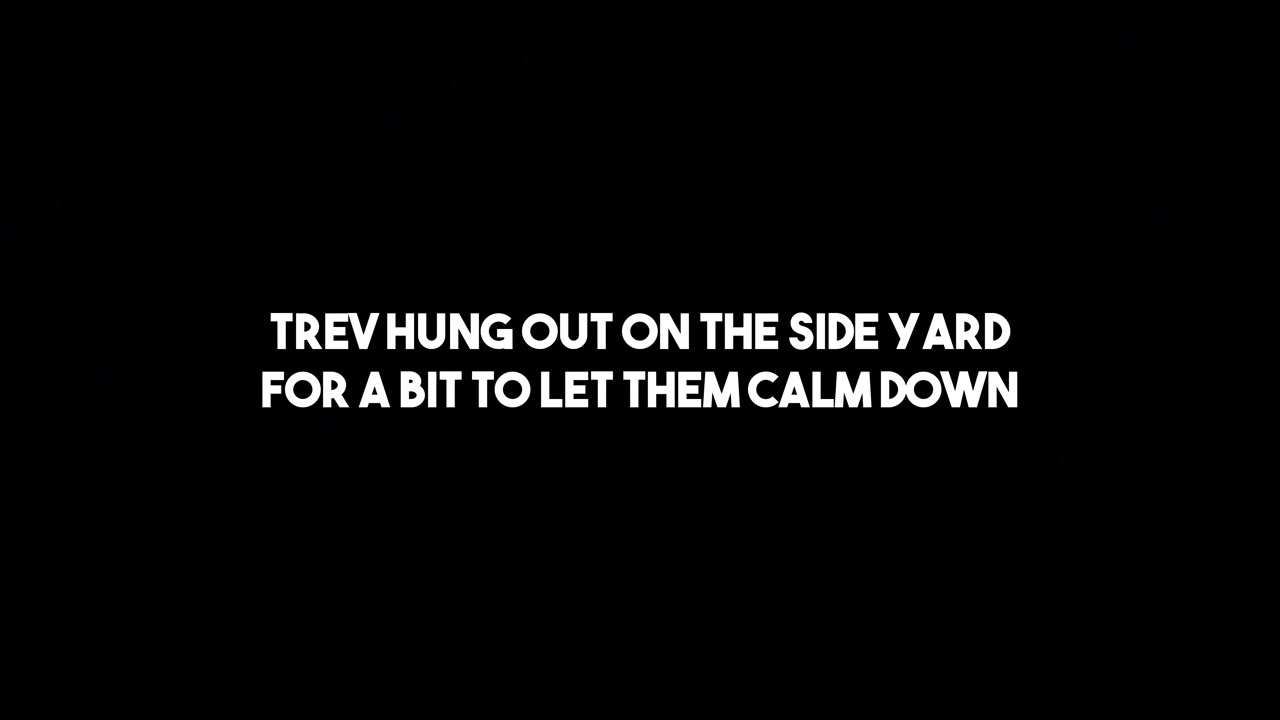 TREV HUNG OUT ON THE SIDE YARD
FOR A BIT TO LET THEM CALM DOWN